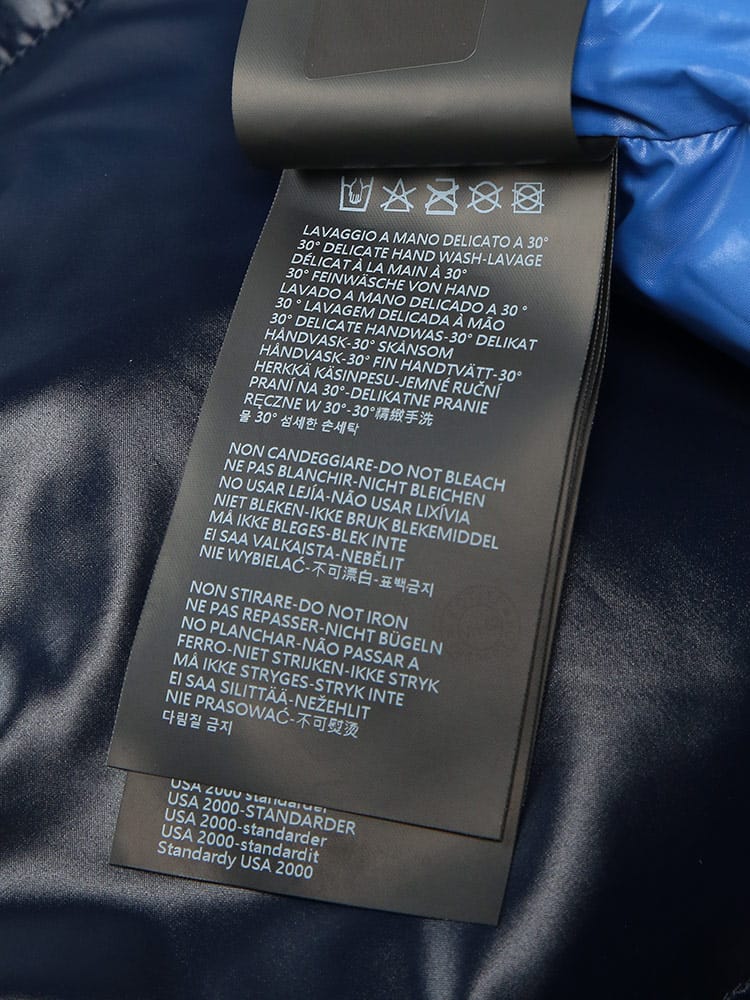 LAVAGGIO A MANO DELICATO A 30°
30° DELICATE HAND WASH-LAVAGE
DÉLICAT À LA MAIN À 30°
30° FEINWÄSCHE VON HAND
LAVADO A MANO DELICADO A 30 °
30 ° LAVAGEM DELICADA À MÃO
30° DELICATE HANDWAS-30° DELIKAT
HÅNDVASK-30° SKÅNSOM
HÅNDVASK-30° FIN HANDTVÄTT-30°
HERKKÄ KÄSINPESU-JEMNÉ RUČNÍ
PRANÍ NA 30°-DELIKATNE PRANIE
RĘCZNE W 30°-30°精緻手洗
물 30° 섬세한 손세탁
NON CANDEGGIARE-DO NOT BLEACH
NE PAS BLANCHIR-NICHT BLEICHEN
NO USAR LEJÍA-NÃO USAR LIXÍVIA
NIET BLEKEN-IKKE BRUK BLEKEMIDDEL
MÅ IKKE BLEGES-BLEK INTE
EI SAA VALKAISTA-NEBĚLIT
NIE WYBIELAĆ-不可漂白-표백금지
NON STIRARE-DO NOT IRON
NE PAS REPASSER-NICHT BÜGELN
NO PLANCHAR-NÃO PASSAR A
FERRO-NIET STRIJKEN-IKKE STRYK
MÅ IKKE STRYGES-STRYK INTE
EI SAA SILITTÄÄ-NEŽEHLIT
NIE PRASOWAĆ-不可熨燙
다림질 금지
USA 2000 standarder
USA 2000-STANDARDER
USA 2000-standarder
USA 2000-standardit
Standardy USA 2000